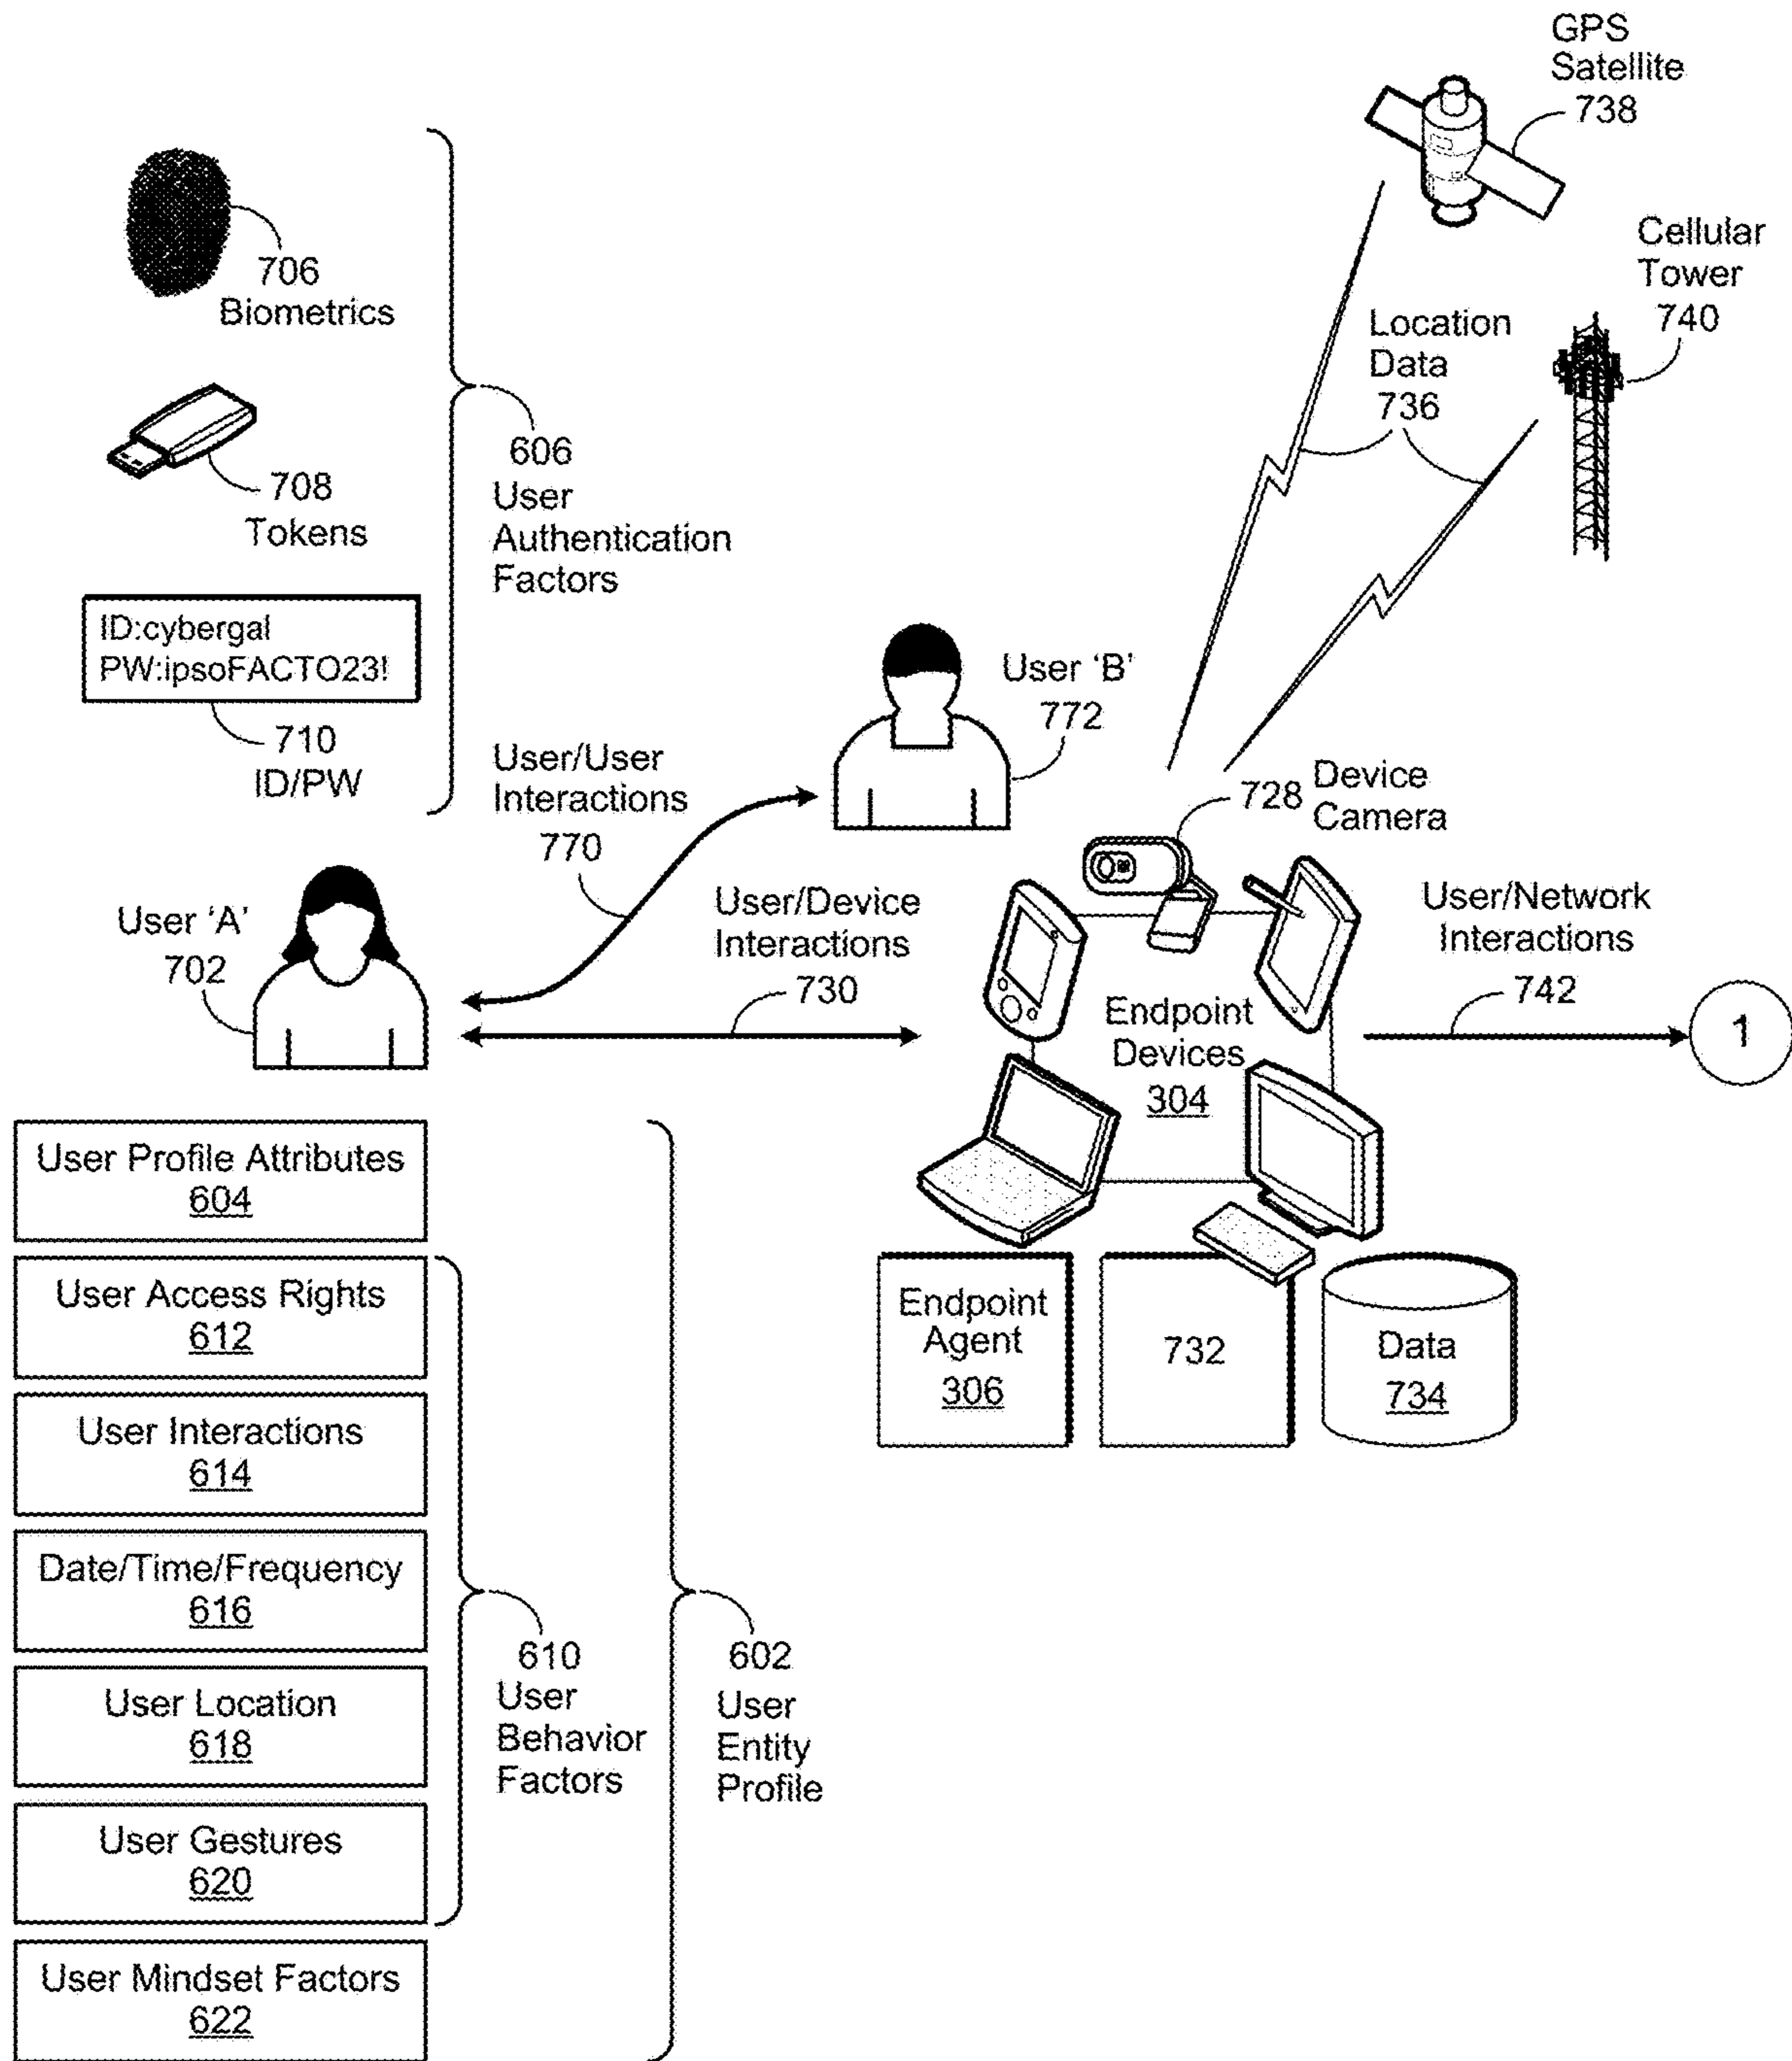 GPS
Satellite
738
Cellular
Tower
740
Location
Data
736
706
Biometrics
708
Tokens
ID:cybergal
PW:ipsoFACTO23!
710
ID/PW
606
User
Authentication
Factors
User 'B'
772
User/User
Interactions
770
728
Device
Camera
User 'A'
702
User/Device
Interactions
730
User/Network
Interactions
742
1
Endpoint
Devices
304
User Profile Attributes
604
User Access Rights
612
User Interactions
614
Date/Time/Frequency
616
User Location
618
User Gestures
620
User Mindset Factors
622
610
User
Behavior
Factors
602
User
Entity
Profile
Endpoint
Agent
306
732
Data
734